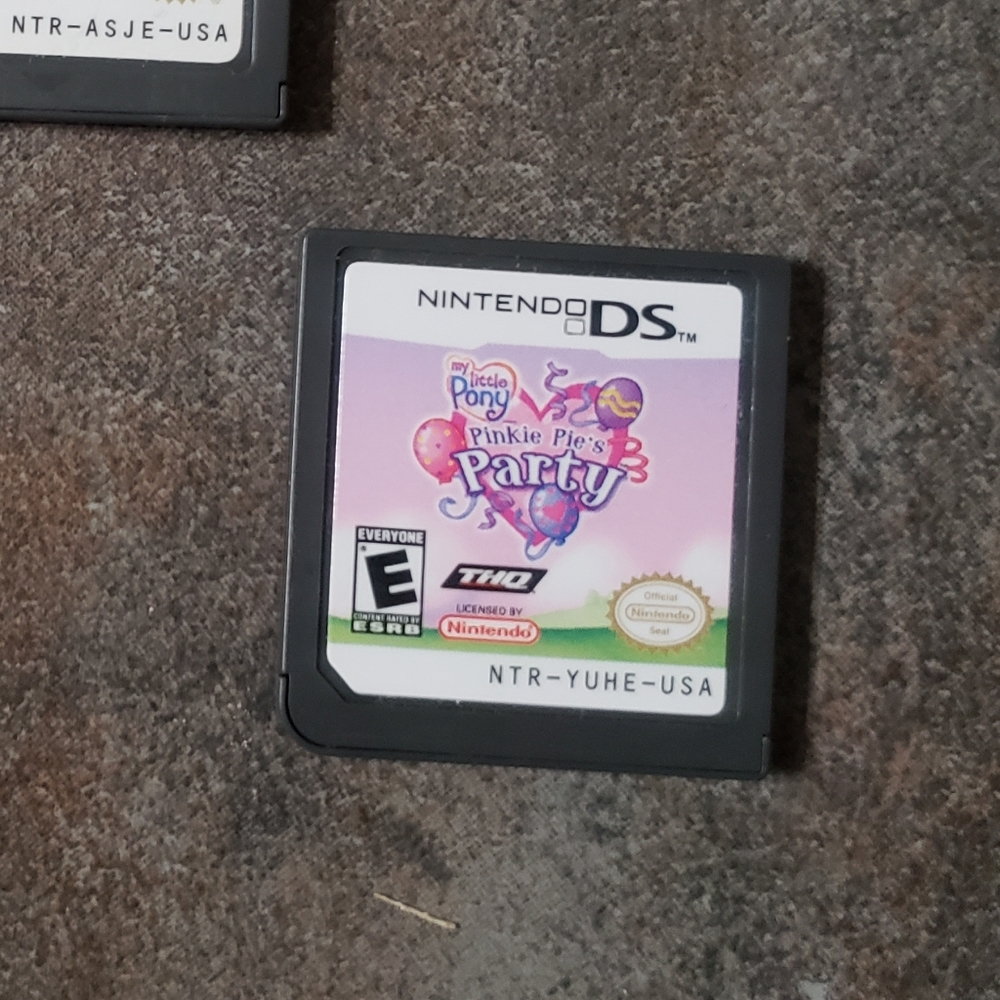 NTR-ASJE-USA
NINTENDO DS™
my little Pony
Pinkie Pie's
Party
EVERYONE
E
CONTENT RATED BY
ESRB
THQ
LICENSED BY
Nintendo
Official
Nintendo
Seal
NTR-YUHE-USA